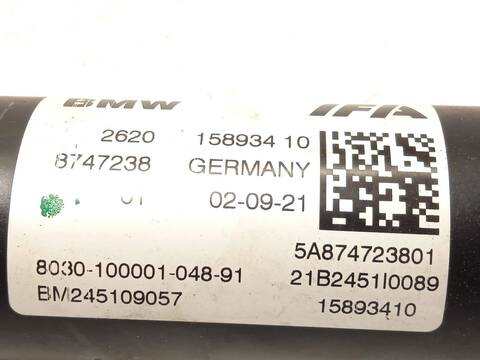 BMW IFA
2620 158934 10
8747238 GERMANY
01 02-09-21
5A874723801
8030-100001-048-91 21B2451I0089
BM245109057 15893410